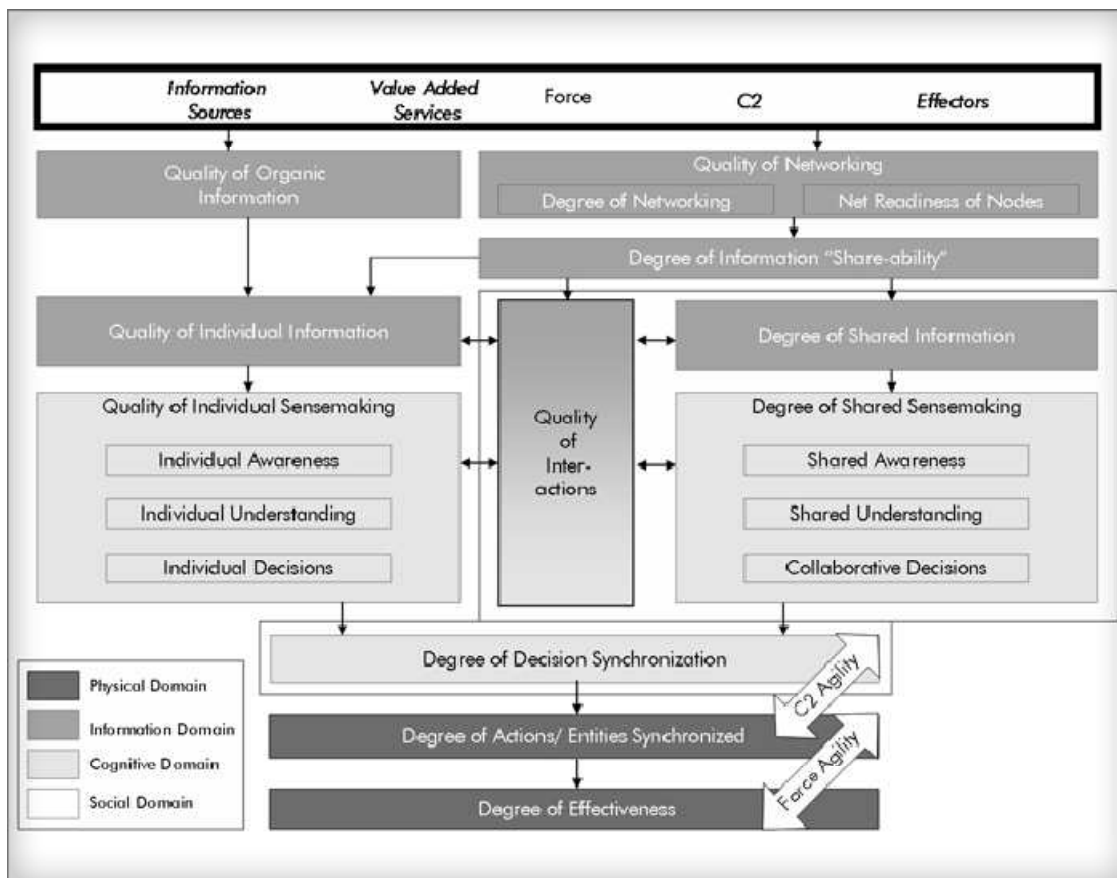 Information
Sources
Value Added
Services
Force
C2
Effectors
Quality of Organic
Information
Quality of Networking
Degree of Networking
Net Readiness of Nodes
Degree of Information "Share-ability"
Quality of Individual Information
Degree of Shared Information
Quality of Individual Sensemaking
Individual Awareness
Individual Understanding
Individual Decisions
Quality
of
Inter-
actions
Degree of Shared Sensemaking
Shared Awareness
Shared Understanding
Collaborative Decisions
Degree of Decision Synchronization
C2 Agility
Degree of Actions/ Entities Synchronized
Force Agility
Degree of Effectiveness
Physical Domain
Information Domain
Cognitive Domain
Social Domain